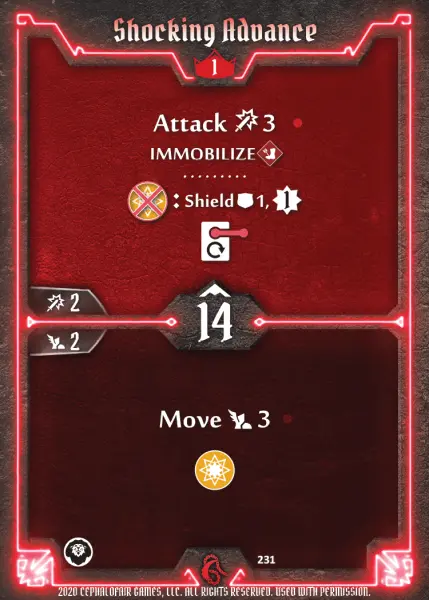 Shocking Advance
1
Attack 3
IMMOBILIZE
: Shield 1, 1
2
14
2
Move 3
231
2020 CEPHALOFAIR GAMES, LLC. ALL RIGHTS RESERVED. USED WITH PERMISSION.